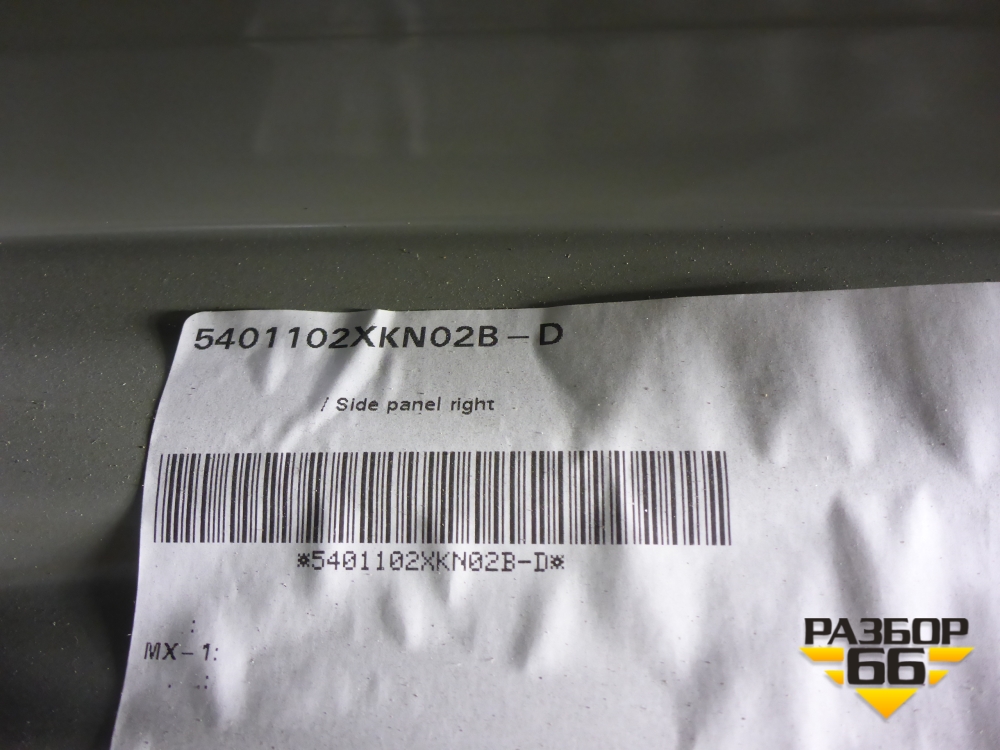 5401102XKN02B-D
/ Side panel right
*5401102XKN02B-D*
MX-1:
РАЗБОР
66